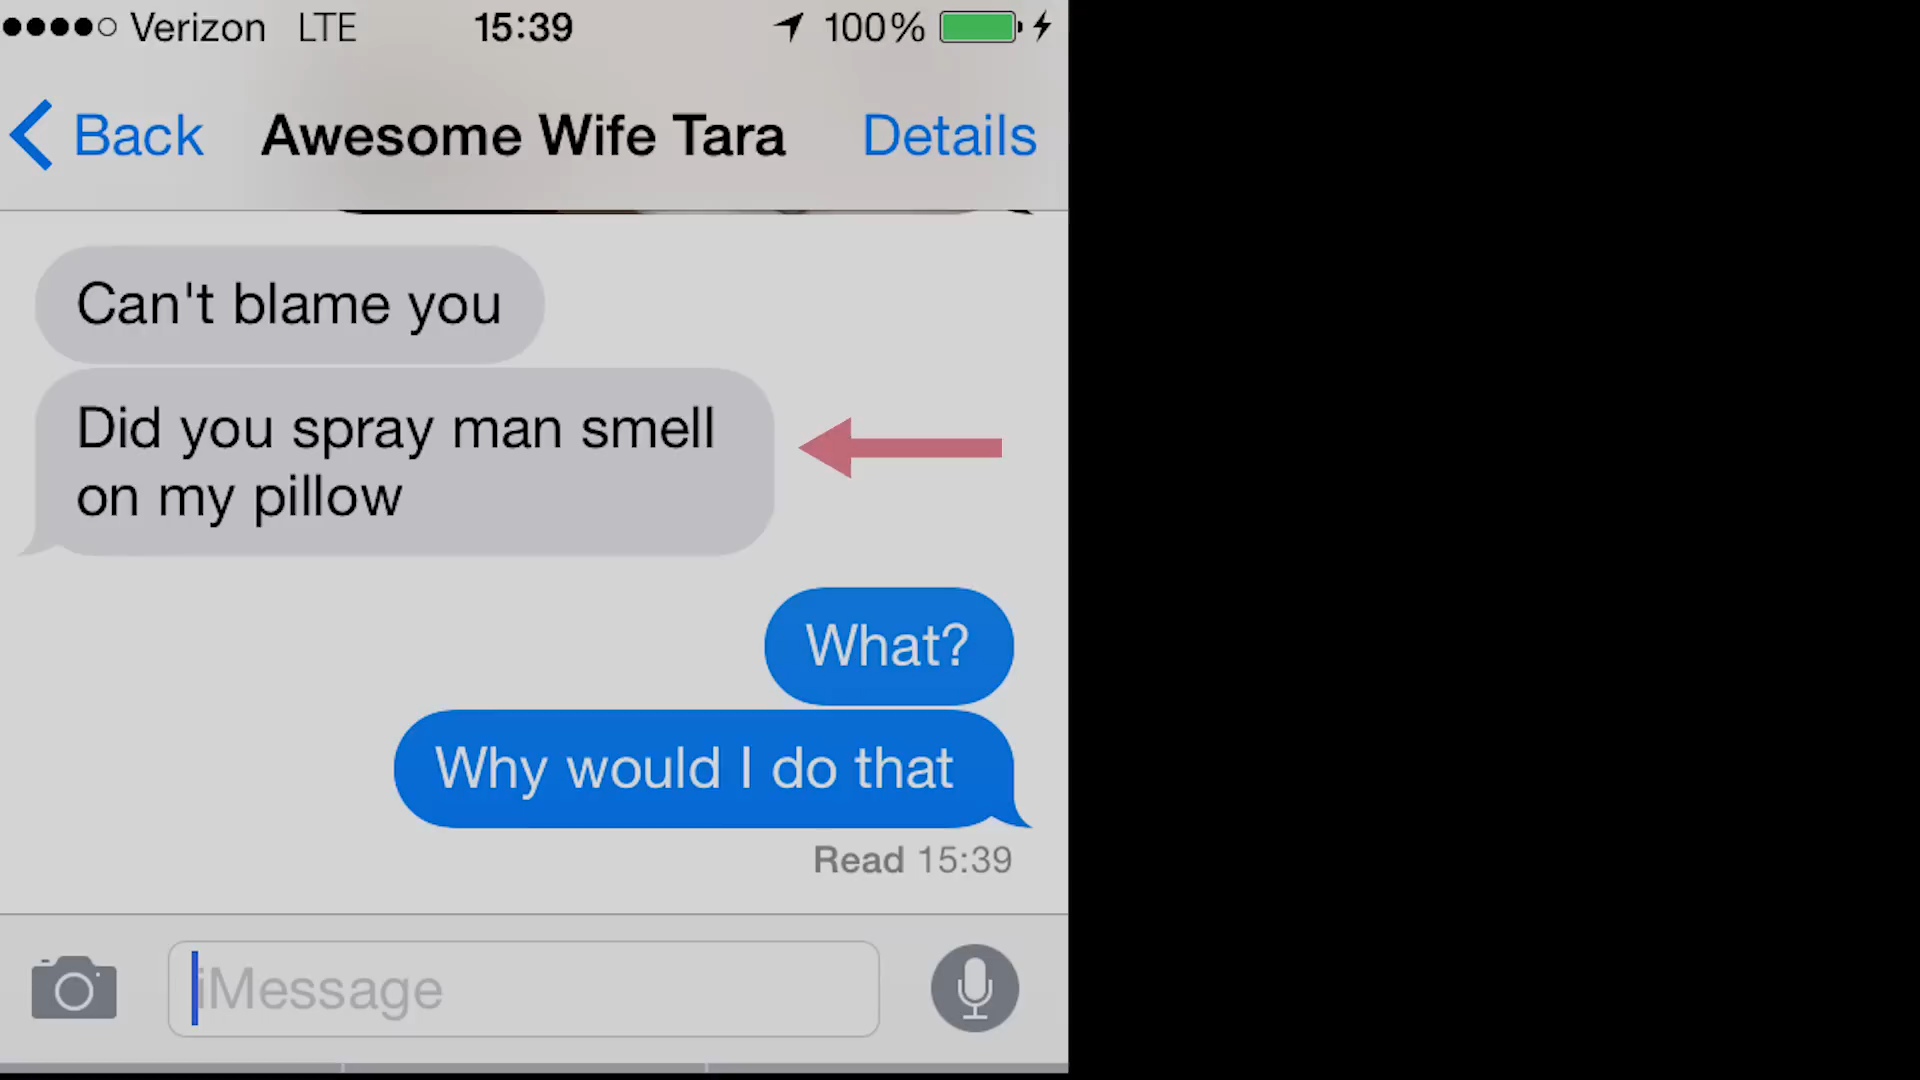 Verizon LTE 15:39 100%
Back Awesome Wife Tara Details
Can't blame you
Did you spray man smell
on my pillow
What?
Why would I do that
Read 15:39
iMessage